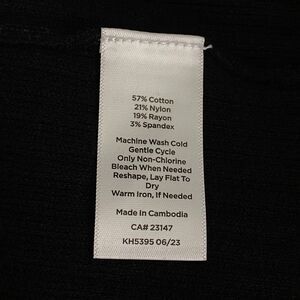 57% Cotton
21% Nylon
19% Rayon
3% Spandex
Machine Wash Cold
Gentle Cycle
Only Non-Chlorine
Bleach When Needed
Reshape, Lay Flat To
Dry
Warm Iron, If Needed
Made In Cambodia
CA# 23147
KH5395 06/23